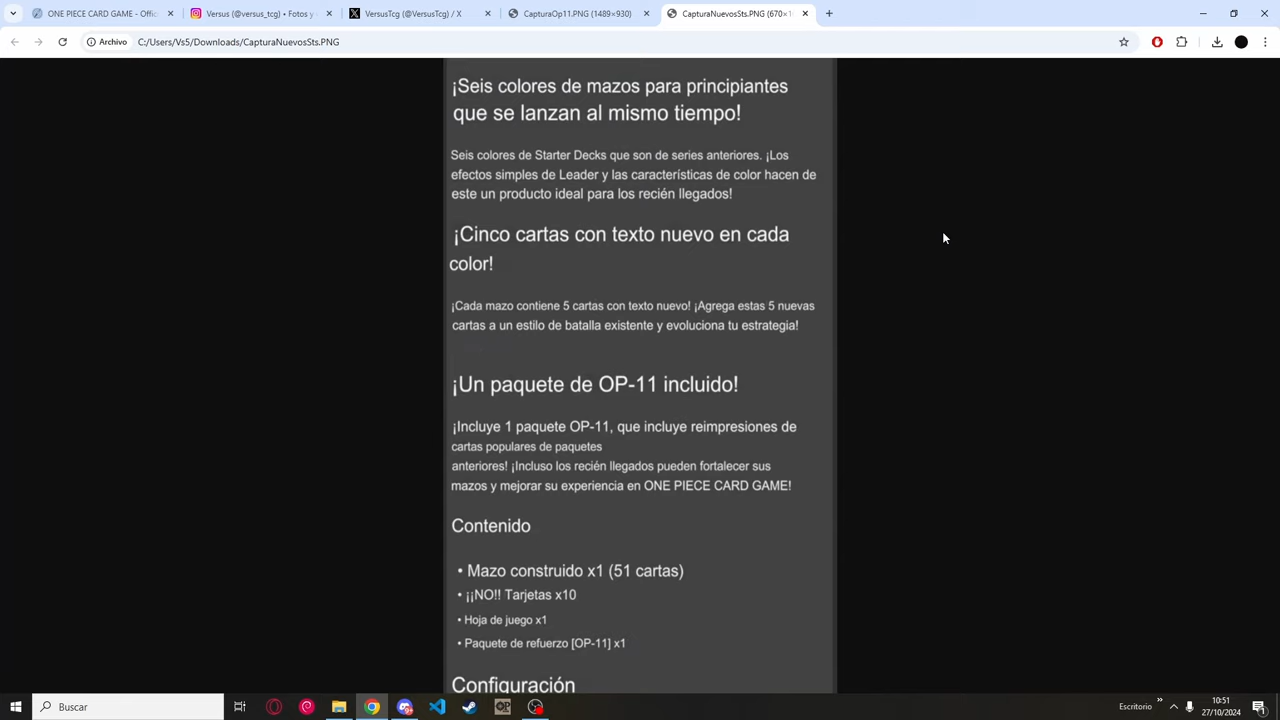 ONE PIECE CARD GAME - Offic
Versus (@versus_tcg) • Fotos y
VersusTcg (@VersusTcg) / X
CapturaOp11.PNG (1489×930)
CapturaNuevosSts.PNG (670×1
Archivo
C:/Users/Vs5/Downloads/CapturaNuevosSts.PNG
¡Seis colores de mazos para principiantes
que se lanzan al mismo tiempo!
Seis colores de Starter Decks que son de series anteriores. ¡Los
efectos simples de Leader y las características de color hacen de
este un producto ideal para los recién llegados!
¡Cinco cartas con texto nuevo en cada
color!
¡Cada mazo contiene 5 cartas con texto nuevo! ¡Agrega estas 5 nuevas
cartas a un estilo de batalla existente y evoluciona tu estrategia!
¡Un paquete de OP-11 incluido!
¡Incluye 1 paquete OP-11, que incluye reimpresiones de
cartas populares de paquetes
anteriores! ¡Incluso los recién llegados pueden fortalecer sus
mazos y mejorar su experiencia en ONE PIECE CARD GAME!
Contenido
• Mazo construido x1 (51 cartas)
• ¡¡NO!! Tarjetas x10
• Hoja de juego x1
• Paquete de refuerzo [OP-11] x1
Configuración
Buscar
OP
Escritorio
10:51
27/10/2024
1